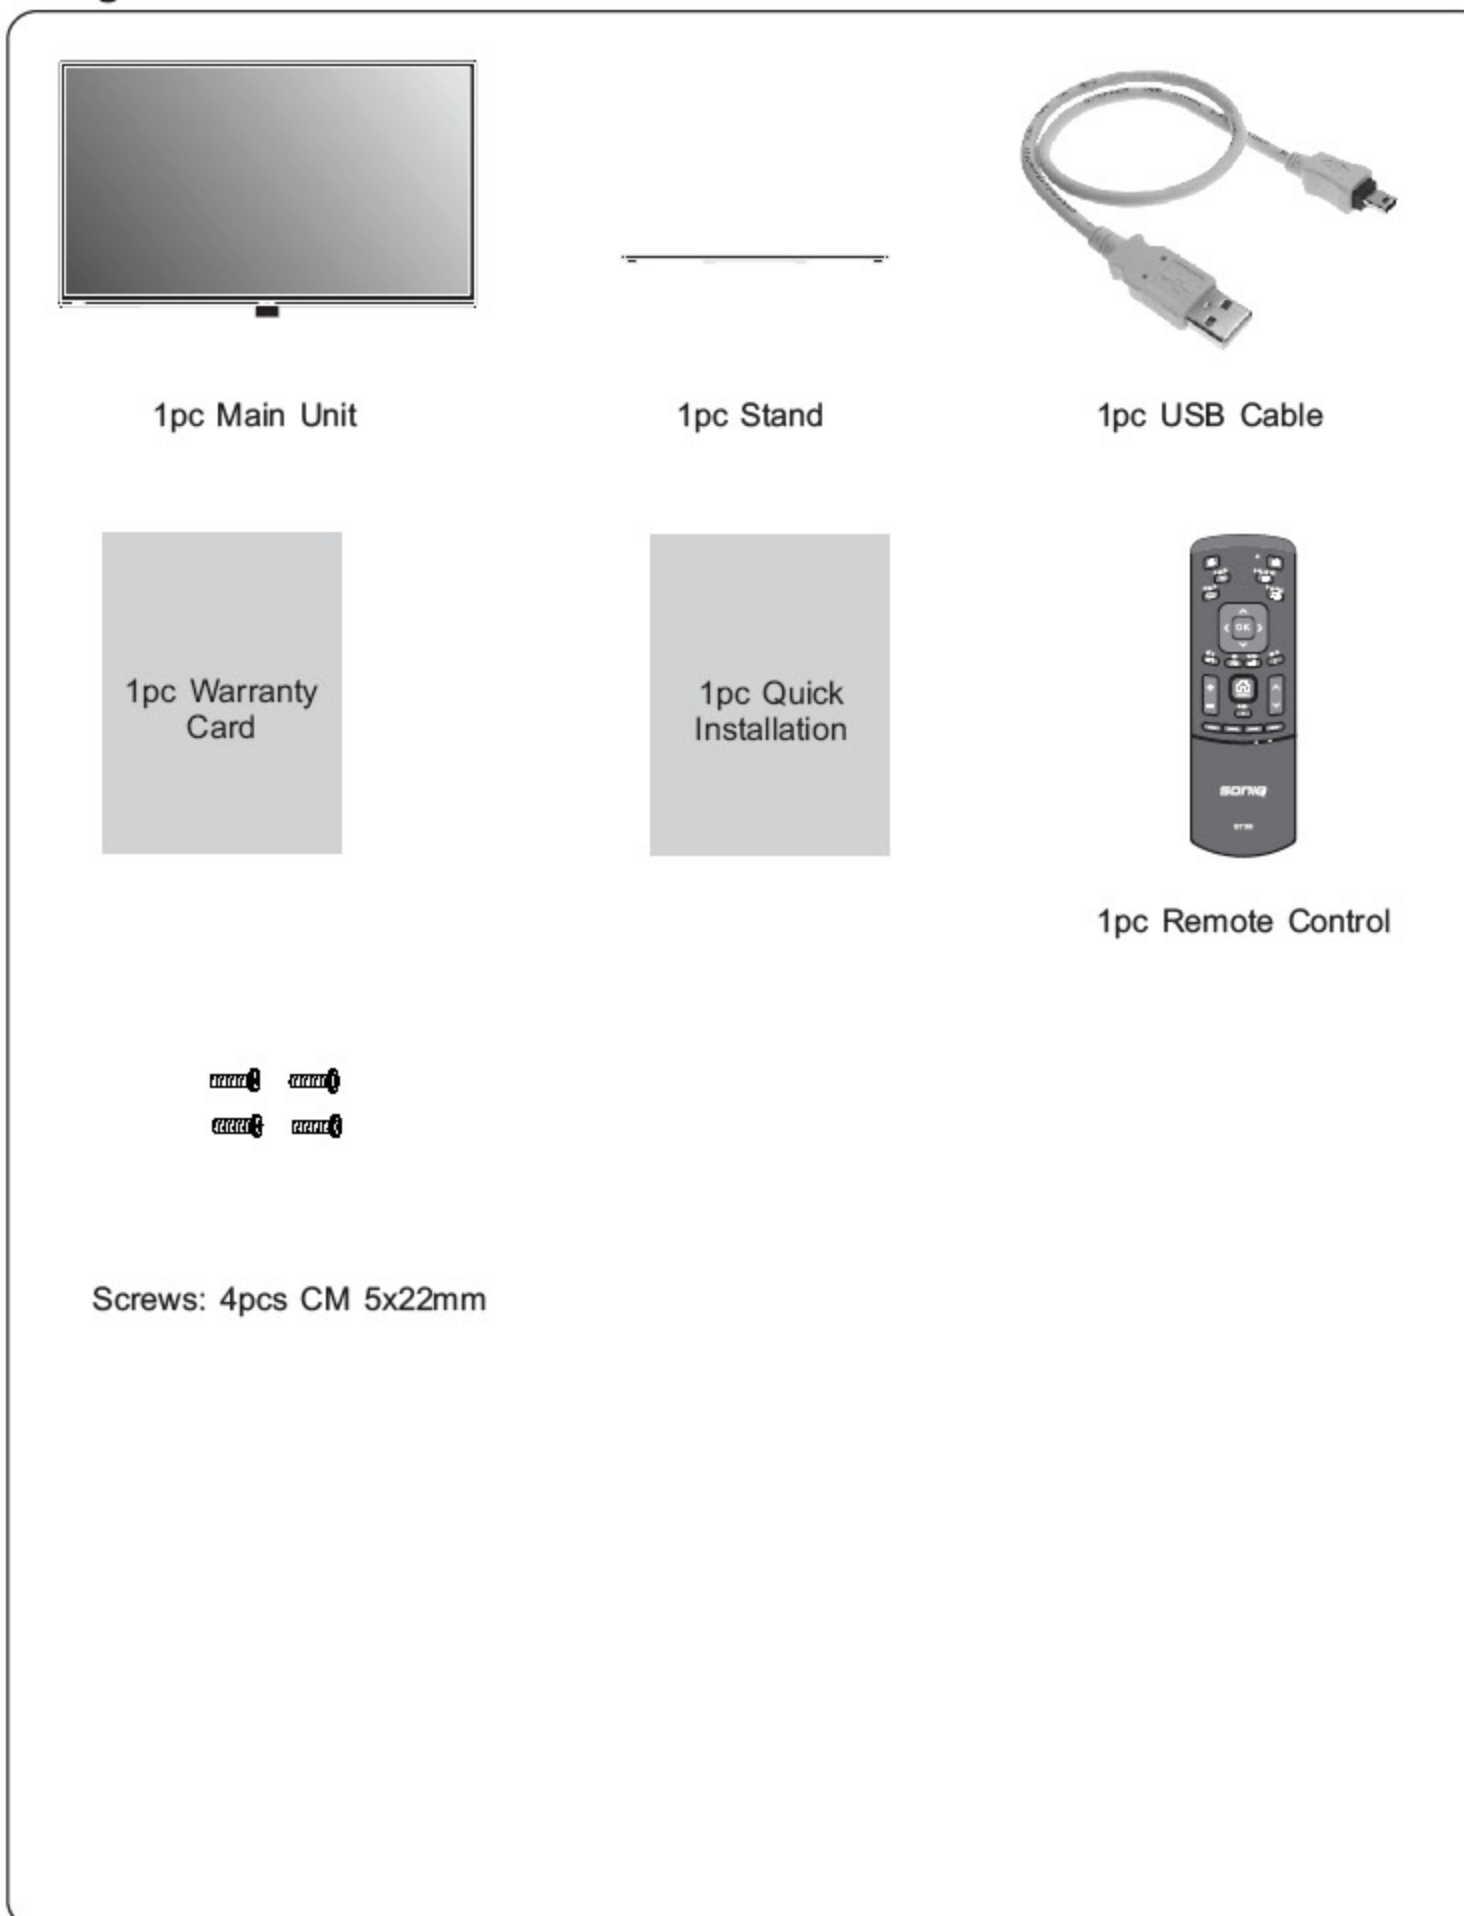 1pc Main Unit
1pc Stand
1pc USB Cable
1pc Warranty
Card
1pc Quick
Installation
OK
SONIQ
1pc Remote Control
Screws: 4pcs CM 5x22mm